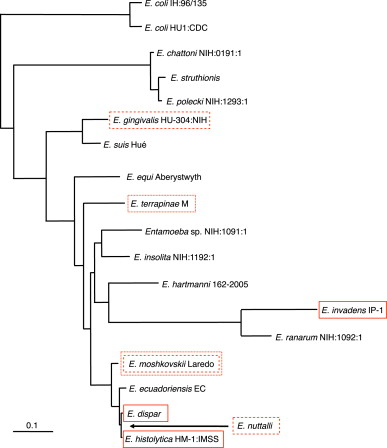 E. coli IH:96/135
E. coli HU1:CDC
E. chattoni NIH:0191:1
E. struthionis
E. polecki NIH:1293:1
E. gingivalis HU-304:NIH
E. suis Hué
E. equi Aberystwyth
E. terrapinae M
Entamoeba sp. NIH:1091:1
E. insolita NIH:1192:1
E. hartmanni 162-2005
E. invadens IP-1
E. ranarum NIH:1092:1
E. moshkovskii Laredo
E. ecuadoriensis EC
E. dispar
E. nuttalli
E. histolytica HM-1:IMSS
0.1